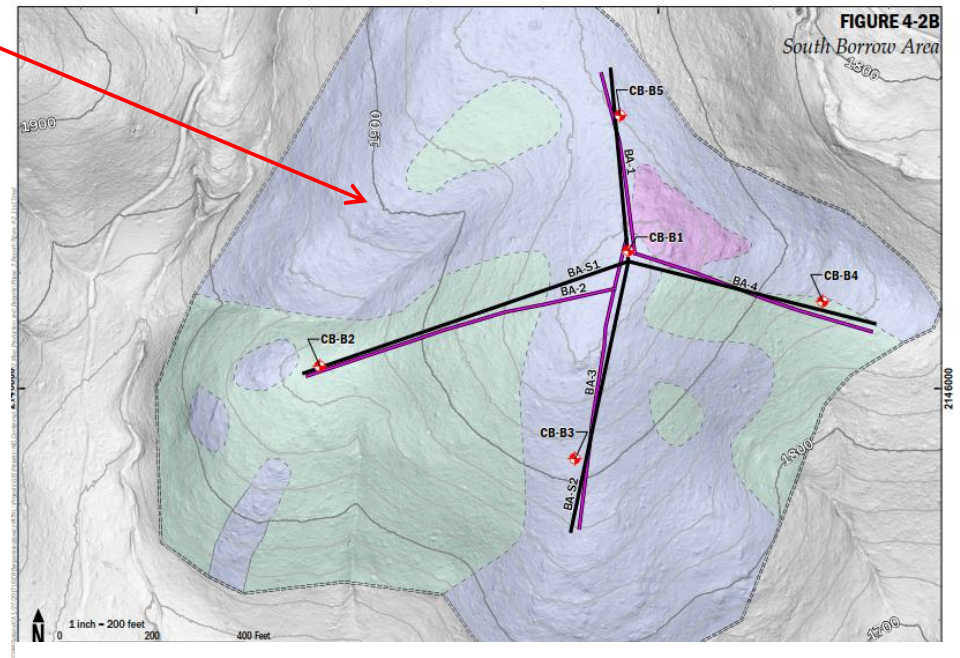 FIGURE 4-2B
South Borrow Area
1800
CB-B5
1900
1900
BA-1
CB-B1
BA-S1
CB-B4
BA-4
BA-2
CB-B2
BA-3
2146000
CB-B3
1800
BA-S2
1 inch = 200 feet
N
0 200 400 Feet
1700